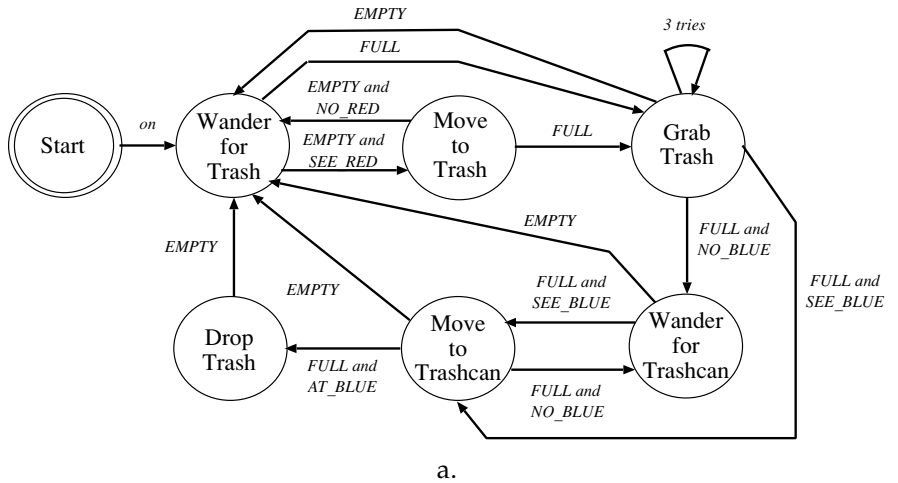 EMPTY
3 tries
FULL
EMPTY and
NO_RED
on
Start
Wander
for
Trash
Move
to
Trash
FULL
Grab
Trash
EMPTY and
SEE_RED
EMPTY
FULL and
NO_BLUE
EMPTY
FULL and
SEE_BLUE
EMPTY
FULL and
SEE_BLUE
Drop
Trash
Move
to
Trashcan
Wander
for
Trashcan
FULL and
AT_BLUE
FULL and
NO_BLUE
a.